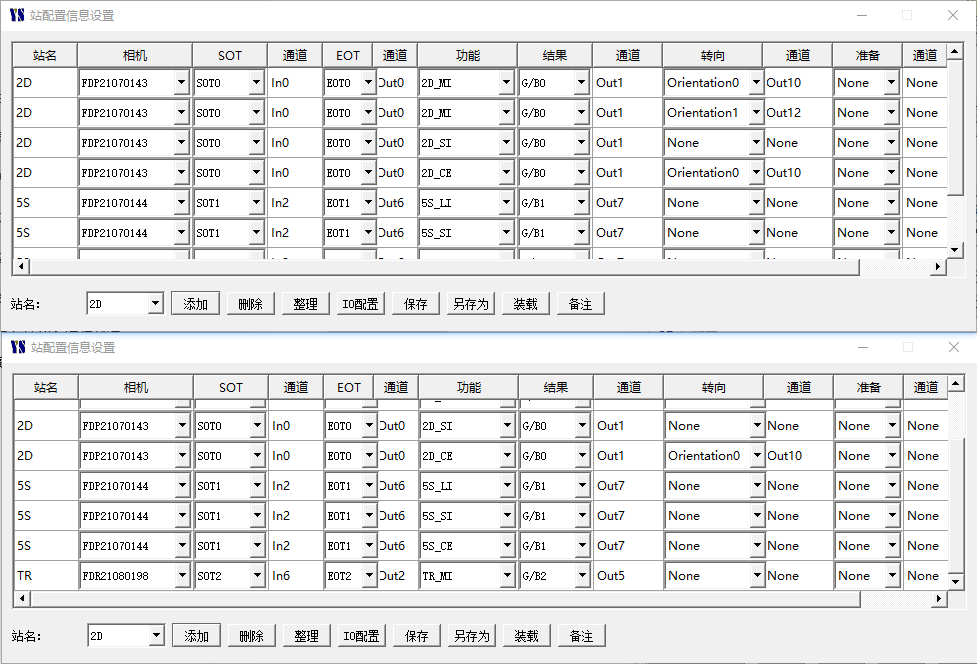 YS 站配置信息设置
站名 相机 SOT 通道 EOT 通道 功能 结果 通道 转向 通道 准备 通道
2D FDP21070143 SOT0 In0 EOT0 Out0 2D_MI G/B0 Out1 Orientation0 Out10 None None
2D FDP21070143 SOT0 In0 EOT0 Out0 2D_MI G/B0 Out1 Orientation1 Out12 None None
2D FDP21070143 SOT0 In0 EOT0 Out0 2D_SI G/B0 Out1 None None None None
2D FDP21070143 SOT0 In0 EOT0 Out0 2D_CE G/B0 Out1 Orientation0 Out10 None None
5S FDP21070144 SOT1 In2 EOT1 Out6 5S_LI G/B1 Out7 None None None None
5S FDP21070144 SOT1 In2 EOT1 Out6 5S_SI G/B1 Out7 None None None None
站名: 2D 添加 删除 整理 IO配置 保存 另存为 装载 备注
YS 站配置信息设置
站名 相机 SOT 通道 EOT 通道 功能 结果 通道 转向 通道 准备 通道
2D FDP21070143 SOT0 In0 EOT0 Out0 2D_SI G/B0 Out1 None None None None
2D FDP21070143 SOT0 In0 EOT0 Out0 2D_CE G/B0 Out1 Orientation0 Out10 None None
5S FDP21070144 SOT1 In2 EOT1 Out6 5S_LI G/B1 Out7 None None None None
5S FDP21070144 SOT1 In2 EOT1 Out6 5S_SI G/B1 Out7 None None None None
5S FDP21070144 SOT1 In2 EOT1 Out6 5S_CE G/B1 Out7 None None None None
TR FDR21080198 SOT2 In6 EOT2 Out2 TR_MI G/B2 Out5 None None None None
站名: 2D 添加 删除 整理 IO配置 保存 另存为 装载 备注